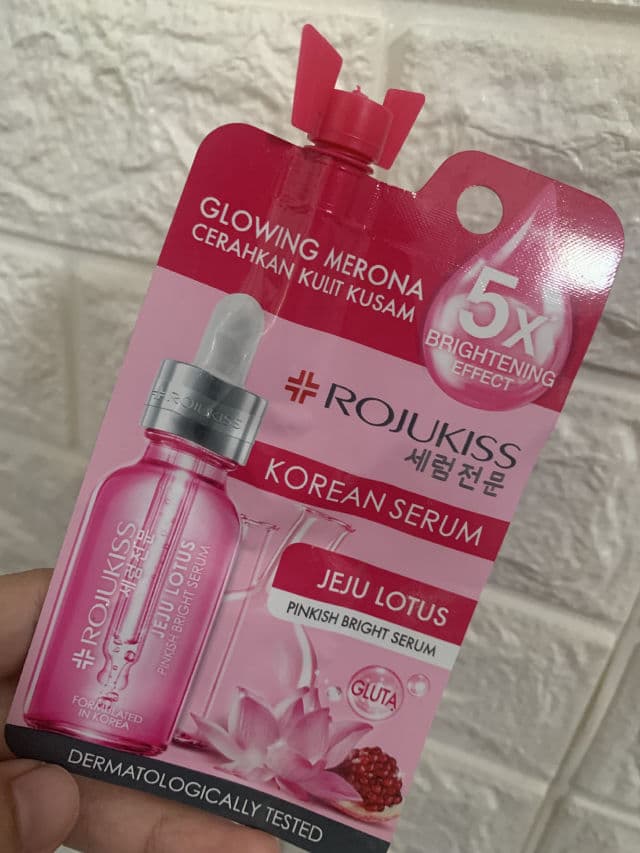 GLOWING MERONA
CERAHKAN KULIT KUSAM
5X
BRIGHTENING
EFFECT
ROJUKISS
세럼전문
KOREAN SERUM
JEJU LOTUS
PINKISH BRIGHT SERUM
GLUTA
ROJUKISS
ROJUKISS
세럼전문
JEJU LOTUS
PINKISH BRIGHT SERUM
FORMULATED
IN KOREA
DERMATOLOGICALLY TESTED